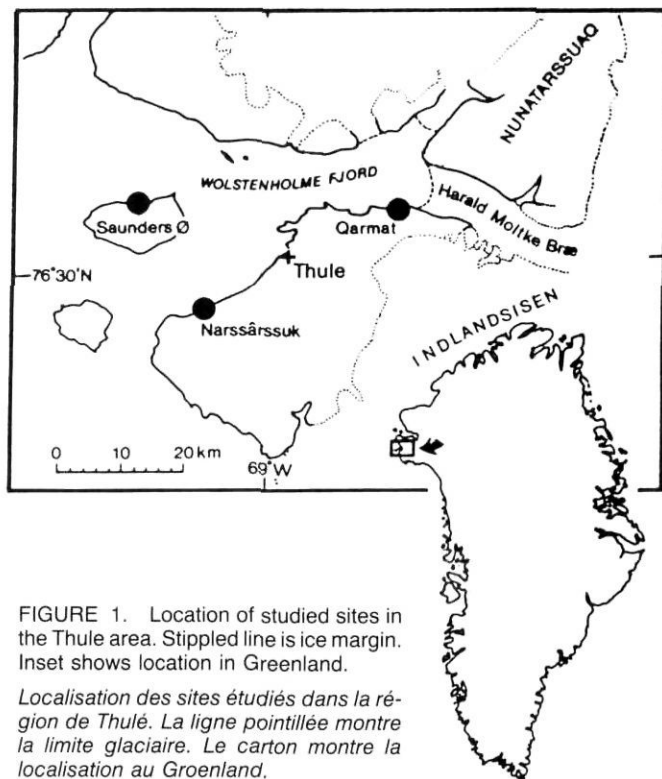 NUNATARSSUAQ
WOLSTENHOLME FJORD
Harald Moltke Bræ
Saunders Ø
Qarmat
76°30'N
Thule
Narssârssuk
INDLANDSISEN
0 10 20 km
69°W
FIGURE 1. Location of studied sites in
the Thule area. Stippled line is ice margin.
Inset shows location in Greenland.
Localisation des sites étudiés dans la ré-
gion de Thulé. La ligne pointillée montre
la limite glaciaire. Le carton montre la
localisation au Groenland.